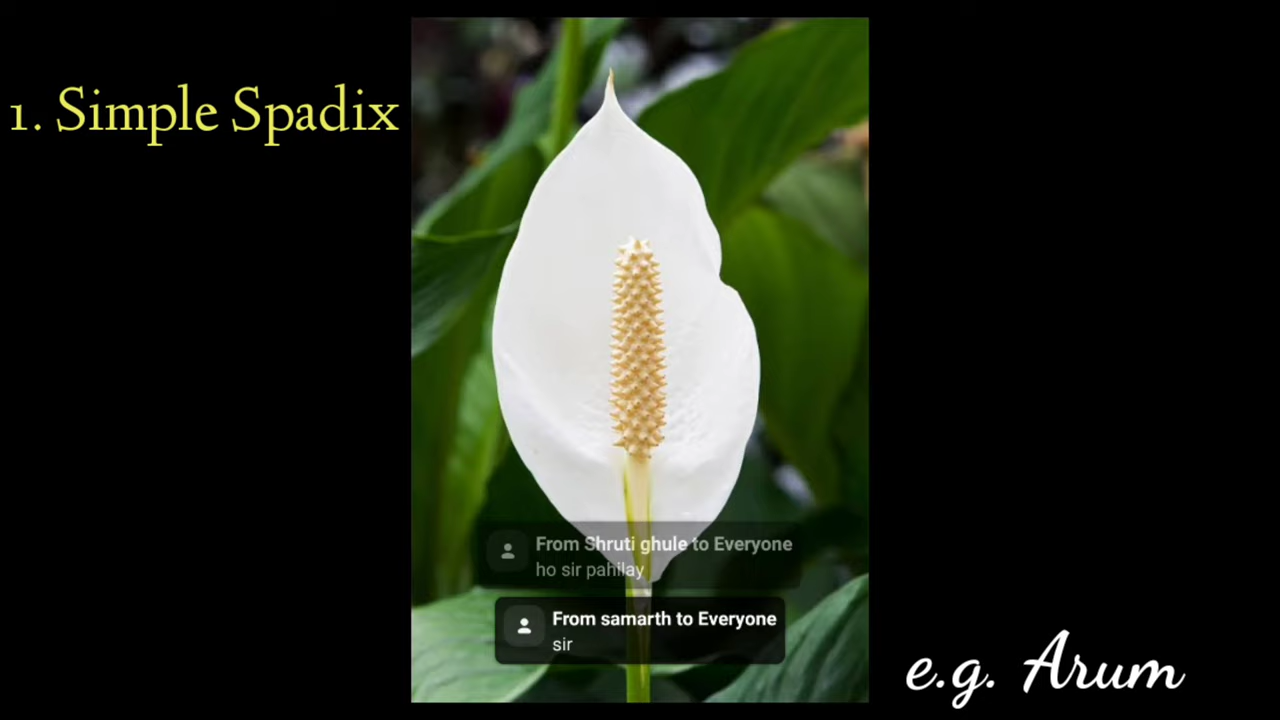 1. Simple Spadix
From Shruti ghule to Everyone
ho sir pahilay
From samarth to Everyone
sir
e.g. Arum